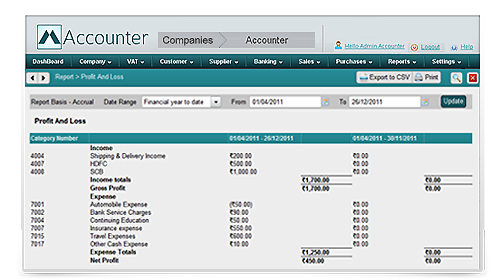 Accounter Companies Accounter
Hello Admin Accounter Logout Help
DashBoard Company VAT Customer Supplier Banking Sales Purchases Reports Settings
Report > Profit And Loss Export to CSV Print
Report Basis - Accrual Date Range Financial year to date From 01/04/2011 To 26/12/2011 Update
Profit And Loss
Category Number 01/04/2011 - 26/12/2011 01/04/2011 - 30/11/2011
Income
4004 Shipping & Delivery Income ₹200.00 ₹0.00
4007 HDFC ₹500.00 ₹0.00
4008 SCB ₹1,000.00 ₹0.00
Income totals ₹1,700.00 ₹0.00
Gross Profit ₹1,700.00 ₹0.00
Expense
7001 Automobile Expense (₹50.00) ₹0.00
7002 Bank Service Charges ₹90.00 ₹0.00
7004 Continuing Education ₹50.00 ₹0.00
7007 Insurance expense ₹550.00 ₹0.00
7015 Travel Expenses ₹600.00 ₹0.00
7017 Other Cash Expense ₹10.00 ₹0.00
Expense Totals ₹1,250.00 ₹0.00
Net Profit ₹450.00 ₹0.00